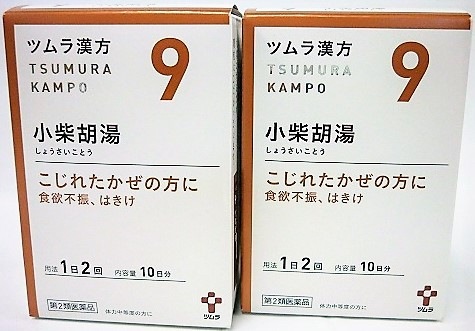 ツムラ漢方
TSUMURA
KAMPO
9
小柴胡湯
しょうさいことう
こじれたかぜの方に
食欲不振、はきけ
用法 1日2回 内容量 10日分
第2類医薬品
体力中等度の方に
ツムラ
ツムラ漢方
TSUMURA
KAMPO
9
小柴胡湯
しょうさいことう
こじれたかぜの方に
食欲不振、はきけ
用法 1日2回 内容量 10日分
第2類医薬品
体力中等度の方に
ツムラ